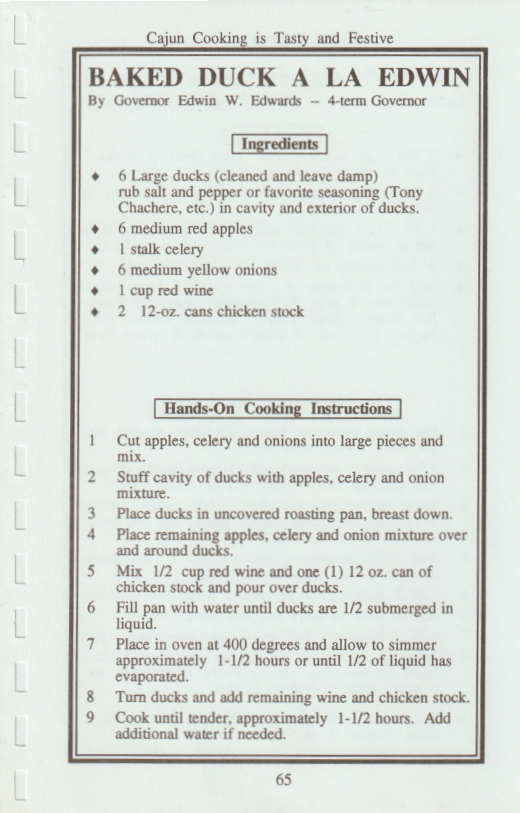 Cajun Cooking is Tasty and Festive
BAKED DUCK A LA EDWIN
By Governor Edwin W. Edwards -- 4-term Governor
Ingredients
♦ 6 Large ducks (cleaned and leave damp)
rub salt and pepper or favorite seasoning (Tony
Chachere, etc.) in cavity and exterior of ducks.
♦ 6 medium red apples
♦ 1 stalk celery
♦ 6 medium yellow onions
♦ 1 cup red wine
♦ 2 12-oz. cans chicken stock
Hands-On Cooking Instructions
1 Cut apples, celery and onions into large pieces and
mix.
2 Stuff cavity of ducks with apples, celery and onion
mixture.
3 Place ducks in uncovered roasting pan, breast down.
4 Place remaining apples, celery and onion mixture over
and around ducks.
5 Mix 1/2 cup red wine and one (1) 12 oz. can of
chicken stock and pour over ducks.
6 Fill pan with water until ducks are 1/2 submerged in
liquid.
7 Place in oven at 400 degrees and allow to simmer
approximately 1-1/2 hours or until 1/2 of liquid has
evaporated.
8 Turn ducks and add remaining wine and chicken stock.
9 Cook until tender, approximately 1-1/2 hours. Add
additional water if needed.
65